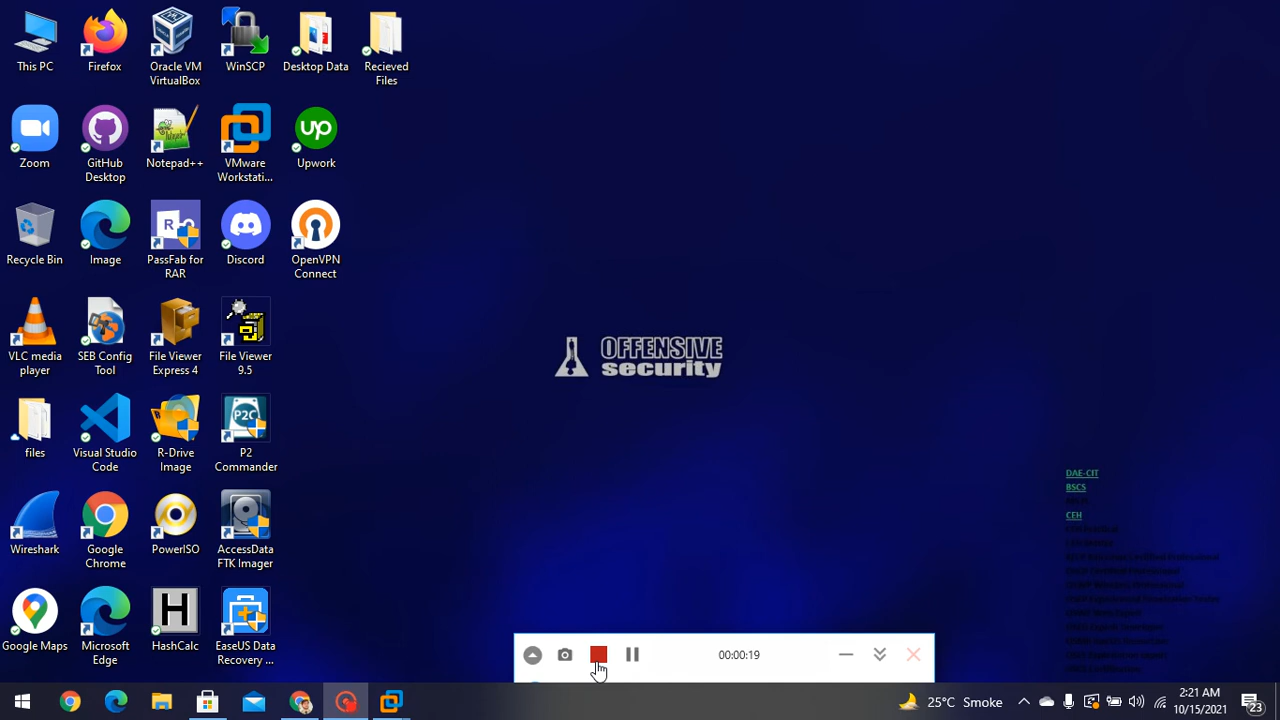 This PC
Firefox
Oracle VM
VirtualBox
WinSCP
Desktop Data
Recieved
Files
Zoom
GitHub
Desktop
Notepad++
VMware
Workstati...
up
Upwork
Recycle Bin
Image
PassFab for
RAR
Discord
OpenVPN
Connect
VLC media
player
SEB Config
Tool
File Viewer
Express 4
File Viewer
9.5
OFFENSIVE
security
files
Visual Studio
Code
R-Drive
Image
P2C
P2
Commander
DAE-CIT
BSCS
CEH
Wireshark
Google
Chrome
PowerISO
AccessData
FTK Imager
Google Maps
Microsoft
Edge
H
HashCalc
EaseUS Data
Recovery ...
00:00:19
25°C Smoke
2:21 AM
10/15/2021
23